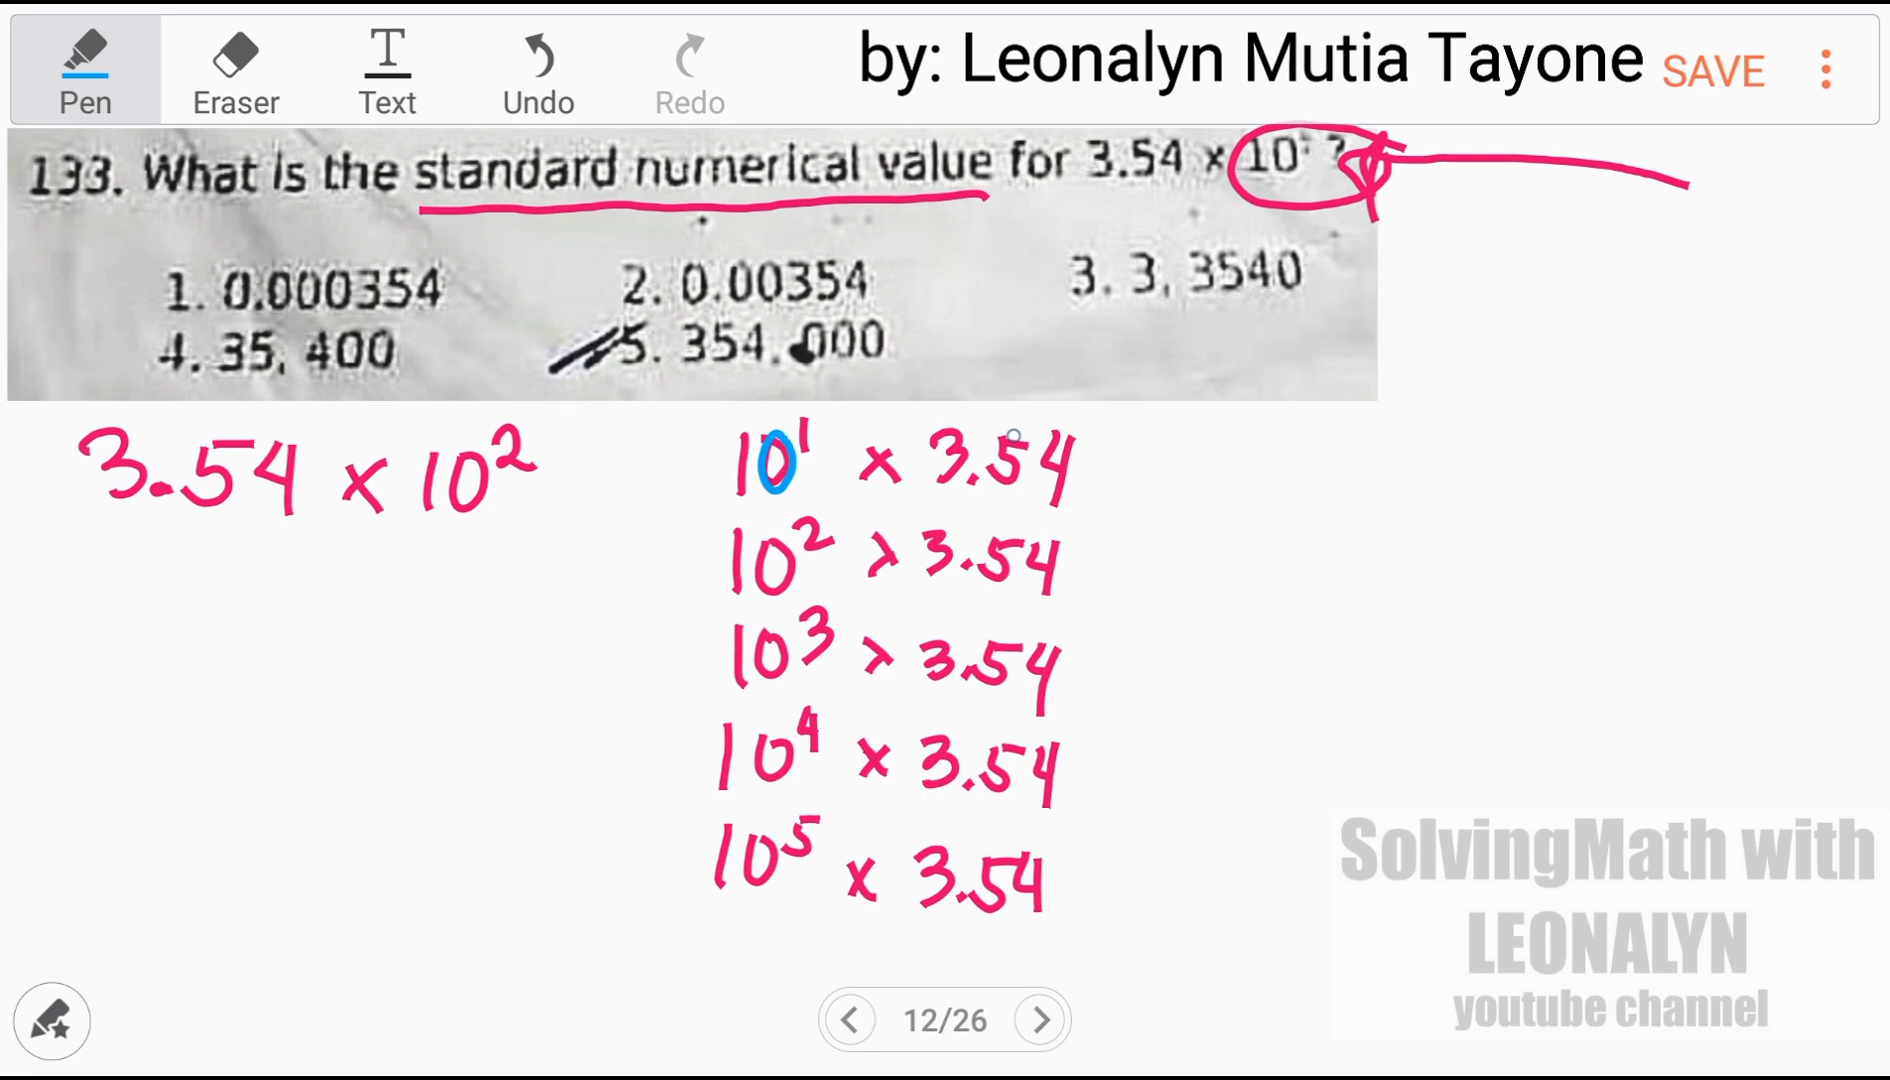 Pen
Eraser
T
Text
Undo
Redo
by: Leonalyn Mutia Tayone
SAVE
133. What is the standard numerical value for 3.54 × 10 ?
1. 0.000354
2. 0.00354
3. 3, 3540
4. 35, 400
5. 354.000
3.54 x 10²
10¹ x 3.54
10² x 3.54
10³ x 3.54
10⁴ x 3.54
10⁵ x 3.54
SolvingMath with
LEONALYN
youtube channel
12/26